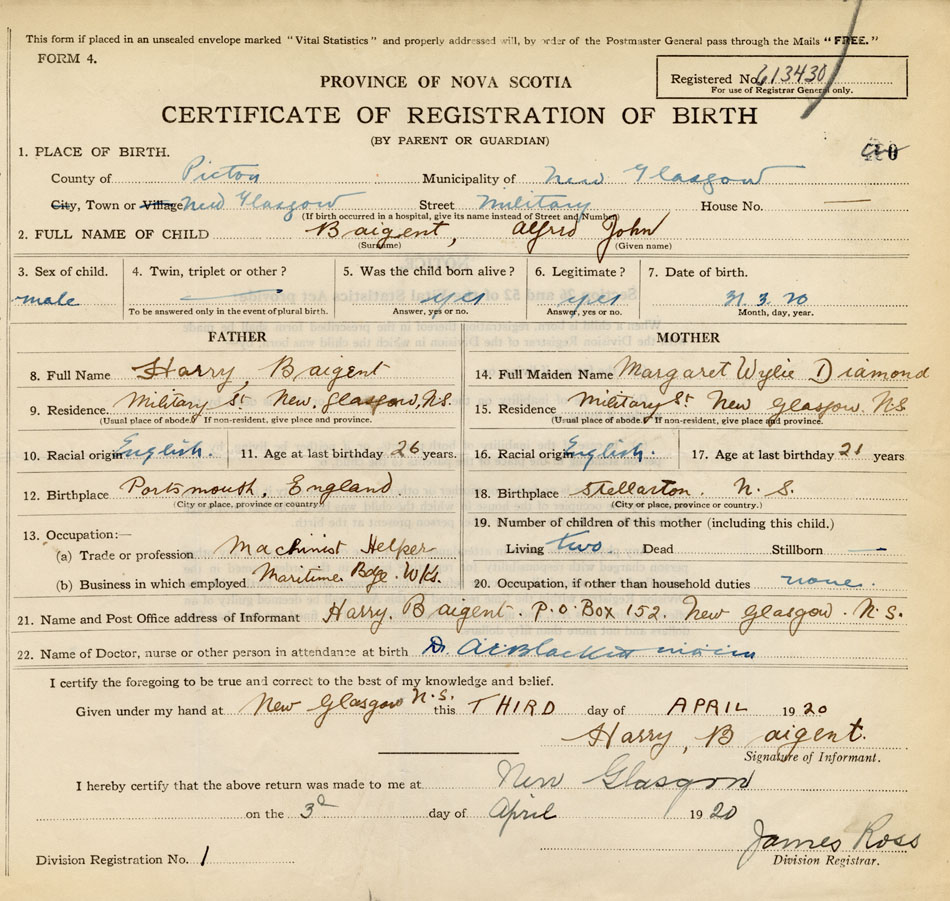 This form if placed in an unsealed envelope marked "Vital Statistics" and properly addressed will, by order of the Postmaster General pass through the Mails "FREE."
FORM 4.
PROVINCE OF NOVA SCOTIA
Registered No. 613430
For use of Registrar General only.
CERTIFICATE OF REGISTRATION OF BIRTH
(BY PARENT OR GUARDIAN)
1. PLACE OF BIRTH.
County of Pictou Municipality of New Glasgow
City, Town or Village New Glasgow Street Military House No. —
(If birth occurred in a hospital, give its name instead of Street and Number)
2. FULL NAME OF CHILD Baigent, Alfred John
(Surname) (Given name)
3. Sex of child. 4. Twin, triplet or other? 5. Was the child born alive? 6. Legitimate? 7. Date of birth.
male — yes yes 31.3.20
To be answered only in the event of plural birth. Answer, yes or no. Answer, yes or no. Month, day, year.
FATHER MOTHER
8. Full Name Harry, Baigent 14. Full Maiden Name Margaret Wylie Diamond
9. Residence. Military St New. Glasgow, N.S. 15. Residence Military St New Glasgow. N.S
(Usual place of abode. If non-resident, give place and province. (Usual place of abode. If non-resident, give place and province.
10. Racial origin English. 11. Age at last birthday 26 years. 16. Racial origin English. 17. Age at last birthday 21 years
12. Birthplace Portsmouth, England 18. Birthplace Stellarton. N.S.
(City or place, province or country.) (City or place, province or country.)
19. Number of children of this mother (including this child.)
13. Occupation:—
(a) Trade or profession Machinist Helper Living two. Dead Stillborn —
(b) Business in which employed Maritime Bdge. Wks. 20. Occupation, if other than household duties none.
21. Name and Post Office address of Informant Harry. Baigent. P.O. Box 152. New Glasgow. N.S.
22. Name of Doctor, nurse or other person in attendance at birth Dr.
I certify the foregoing to be true and correct to the best of my knowledge and belief.
Given under my hand at New Glasgow N.S. this THIRD day of APRIL 1920
Harry, Baigent.
Signature of Informant.
I hereby certify that the above return was made to me at New Glasgow
on the 3d day of April 1920
James Ross
Division Registrar.
Division Registration No. 1